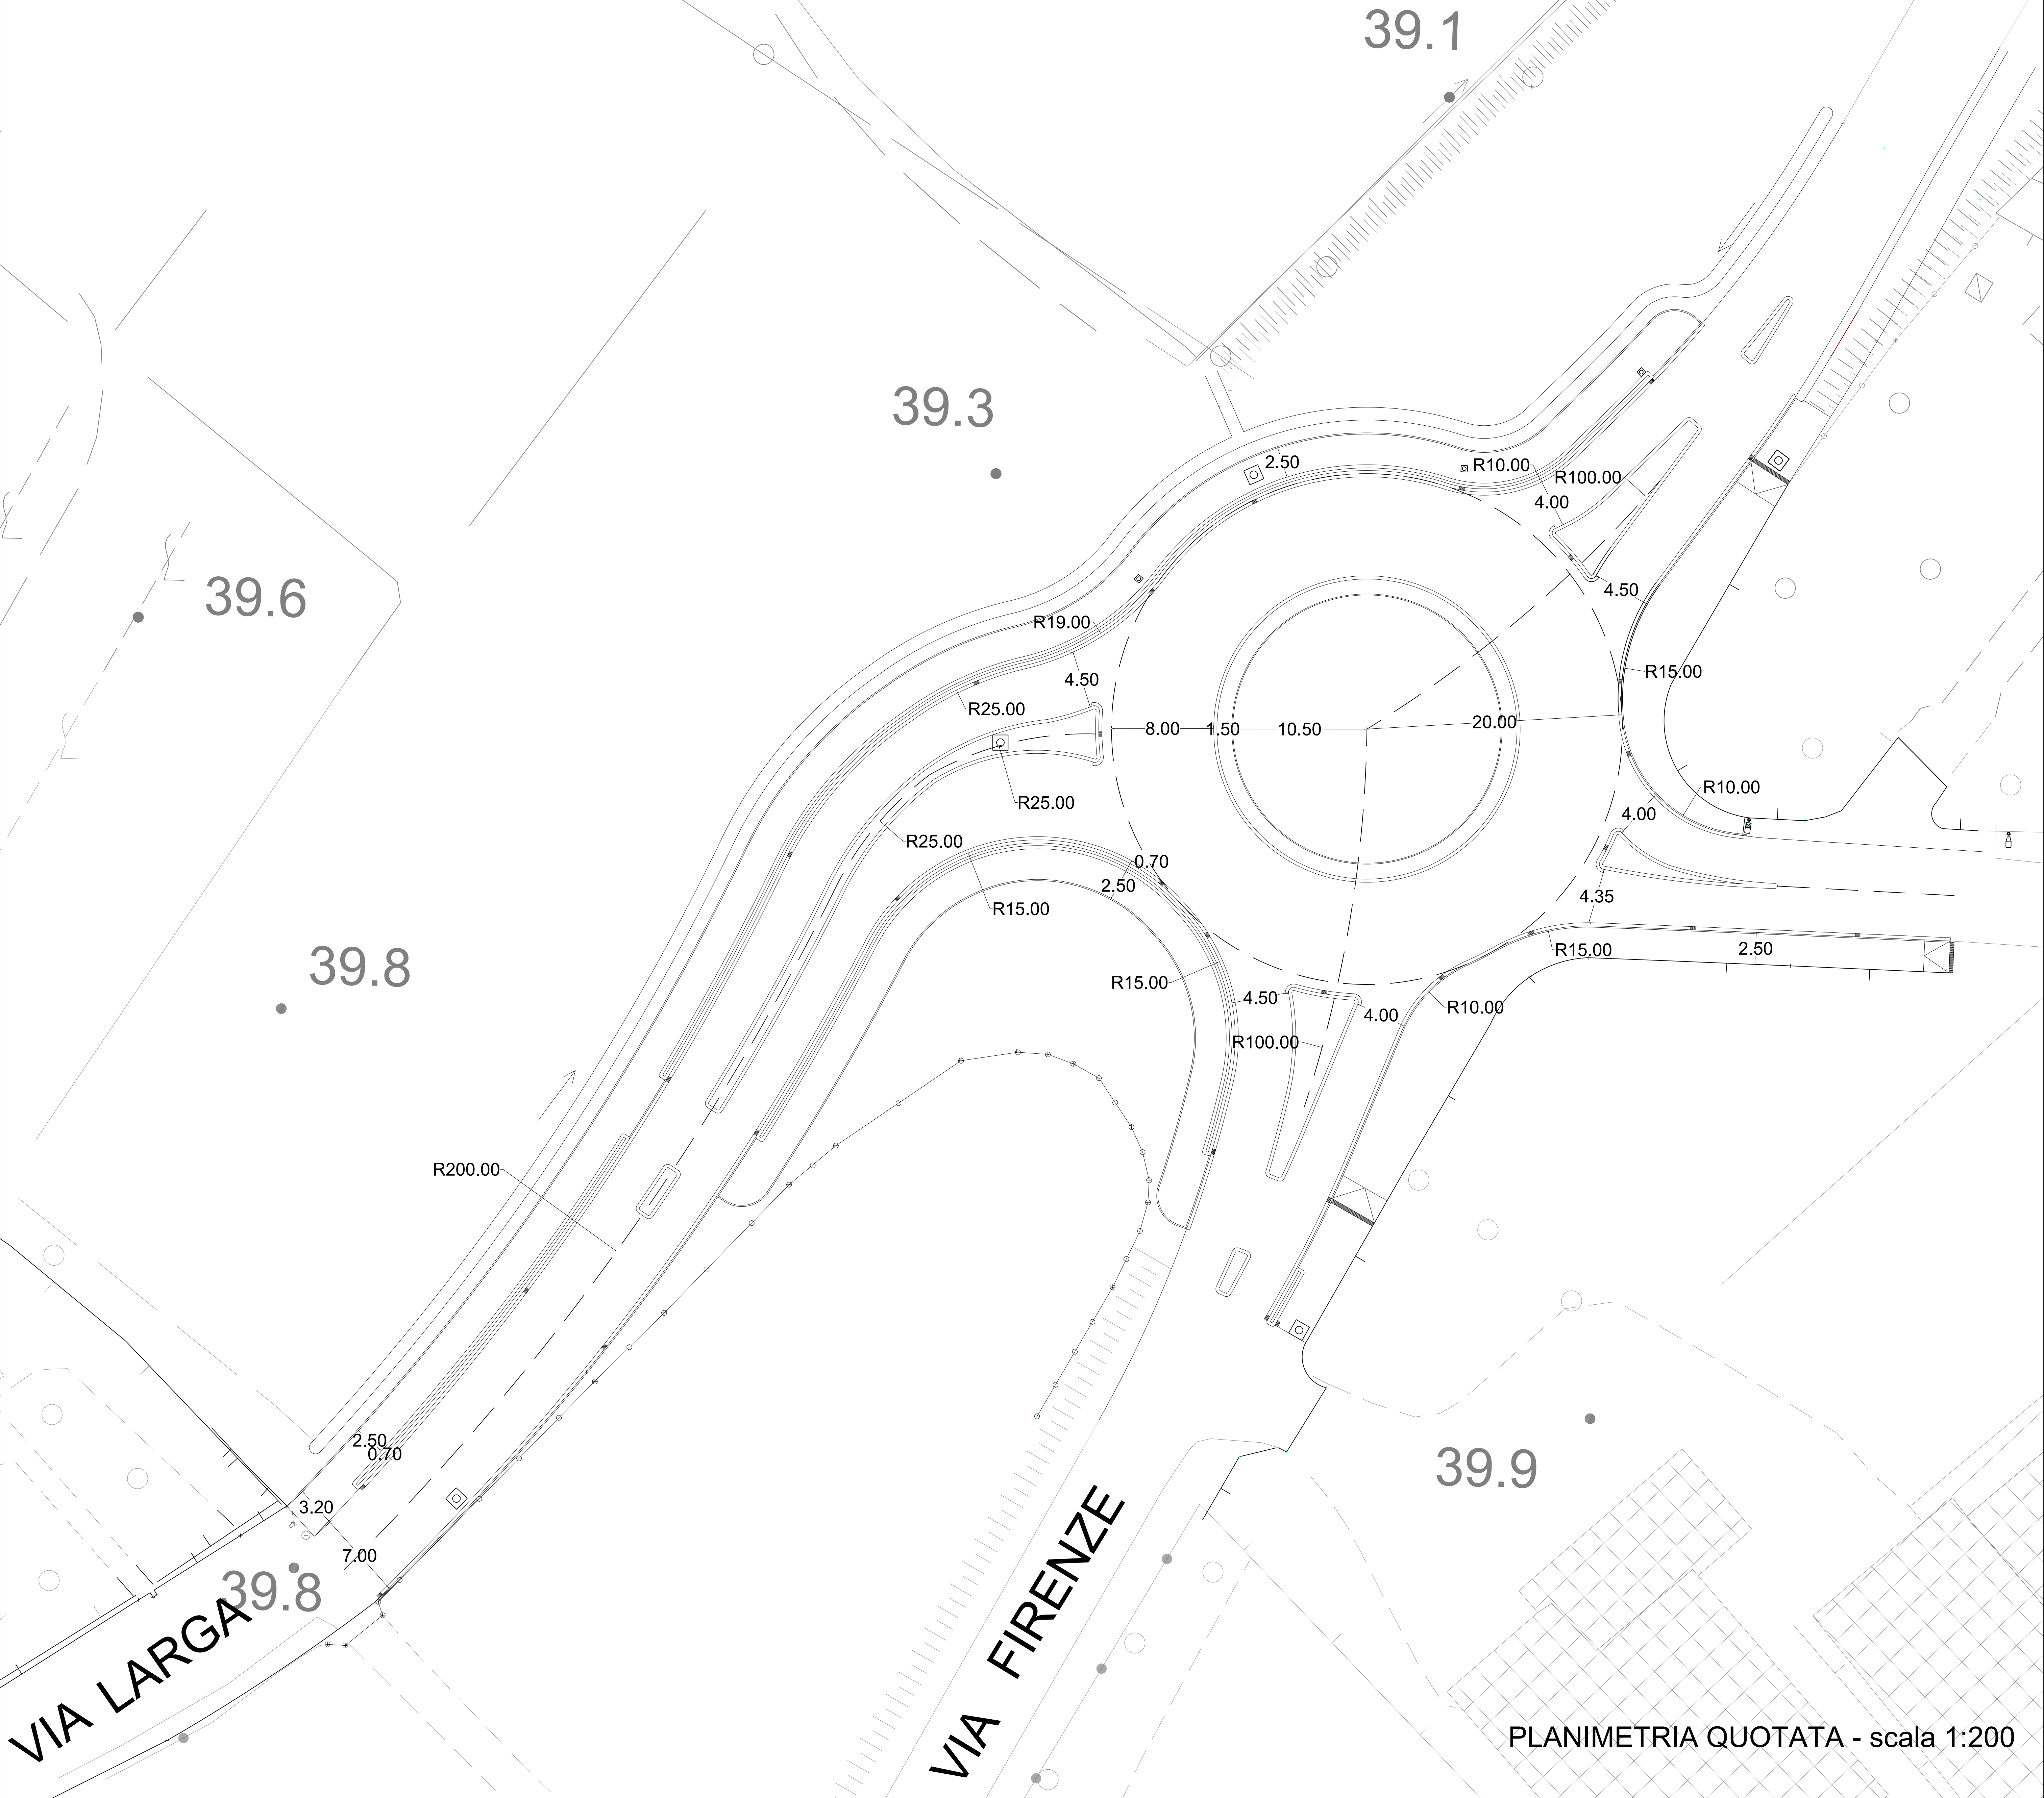 39.1
39.3
2.50
R10.00
R100.00
4.00
39.6
4.50
R19.00
R15.00
4.50
R25.00
8.00
1.50
10.50
20.00
R25.00
R10.00
4.00
R25.00
0.70
2.50
4.35
R15.00
39.8
R15.00
2.50
R15.00
4.50
R10.00
4.00
R100.00
R200.00
2.50
0.70
39.9
3.20
7.00
39.8
VIA LARGA
VIA FIRENZE
PLANIMETRIA QUOTATA - scala 1:200